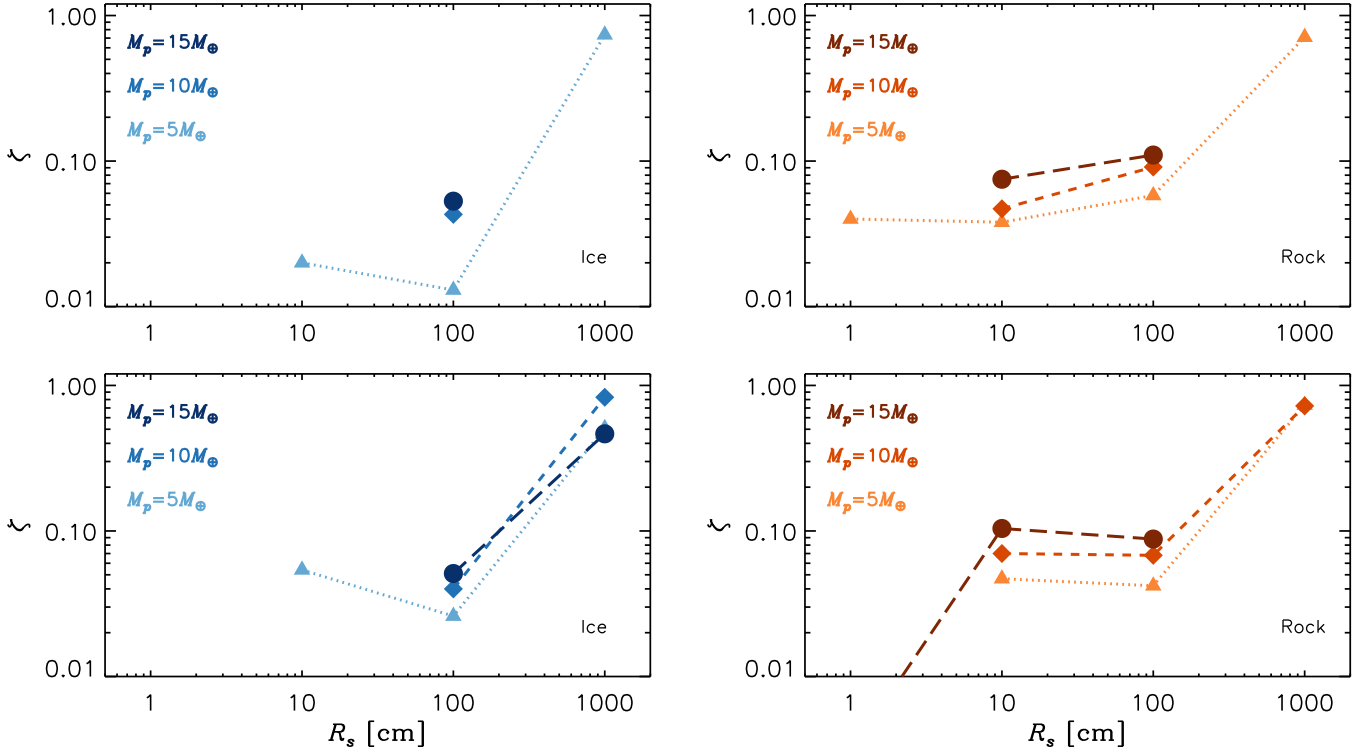 1.00
M_p=15M_⊕
M_p=10M_⊕
M_p=5M_⊕
0.10
ζ
Ice
0.01
1 10 100 1000
1.00
M_p=15M_⊕
M_p=10M_⊕
M_p=5M_⊕
0.10
ζ
Rock
0.01
1 10 100 1000
1.00
M_p=15M_⊕
M_p=10M_⊕
M_p=5M_⊕
0.10
ζ
Ice
0.01
1 10 100 1000
R_s [cm]
1.00
M_p=15M_⊕
M_p=10M_⊕
M_p=5M_⊕
0.10
ζ
Rock
0.01
1 10 100 1000
R_s [cm]